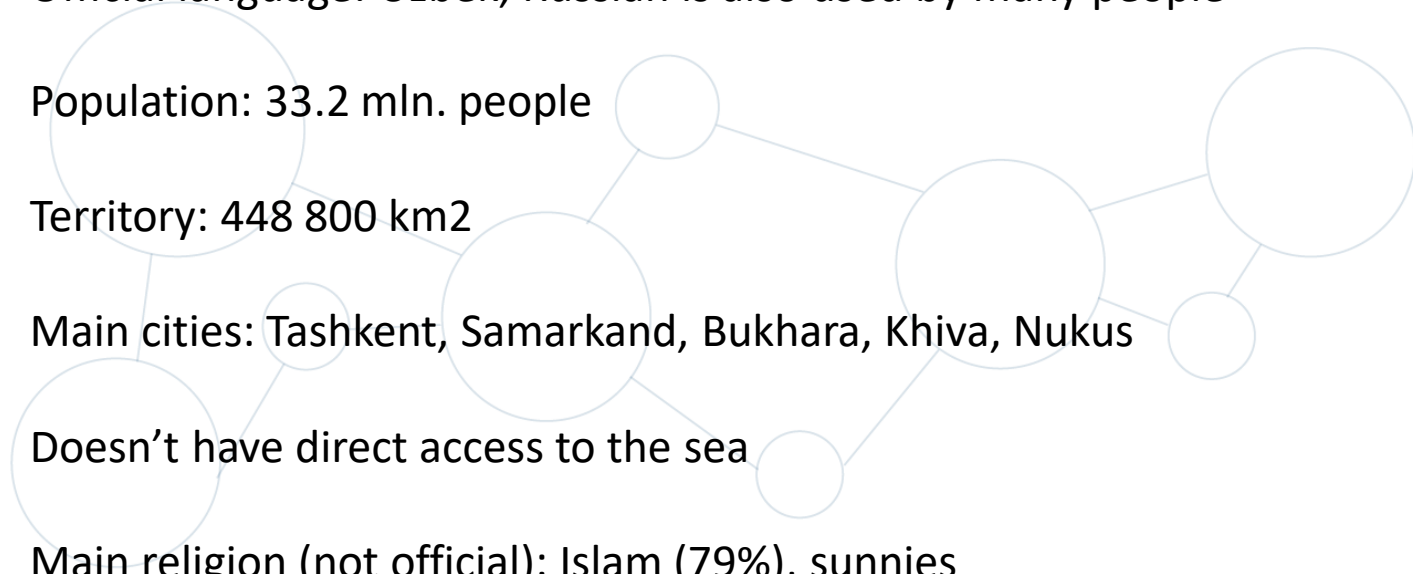 Official language: Uzbek, Russian is also used by many people
Population: 33.2 mln. people
Territory: 448 800 km2
Main cities: Tashkent, Samarkand, Bukhara, Khiva, Nukus
Doesn’t have direct access to the sea
Main religion (not official): Islam (79%), sunnies